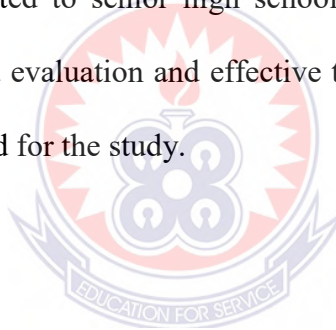 ted to senior high school
evaluation and effective t
d for the study.
EDUCATION FOR SERVICE